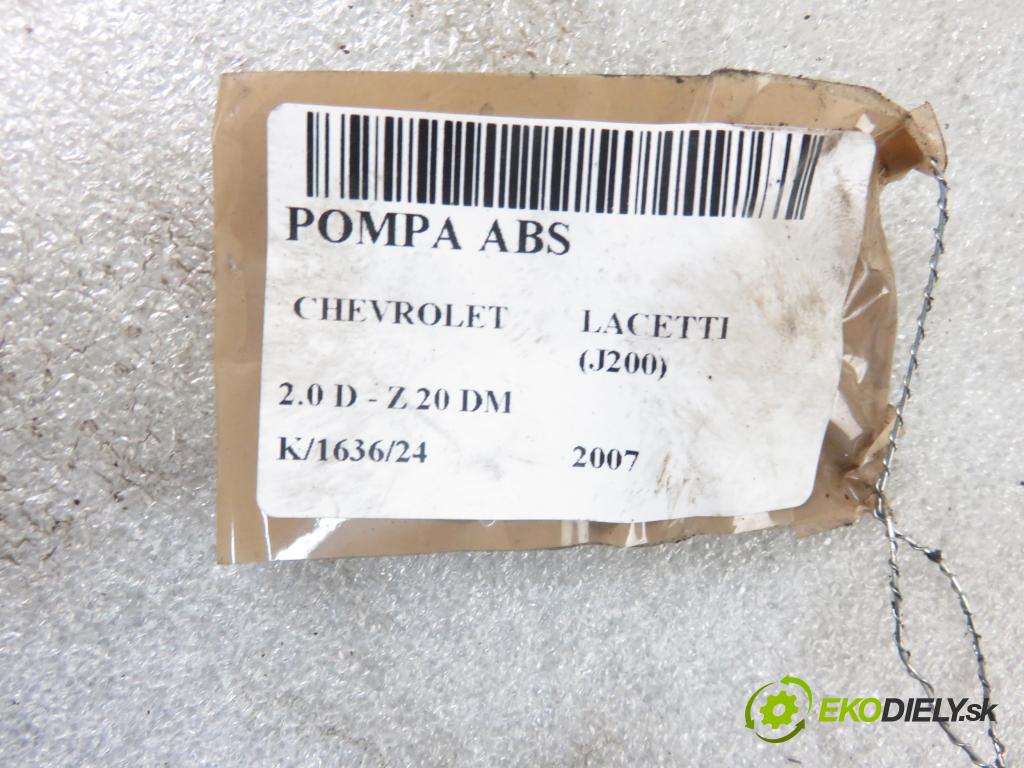 POMPA ABS
CHEVROLET LACETTI
(J200)
2.0 D - Z 20 DM
K/1636/24 2007
EKODIELY.sk